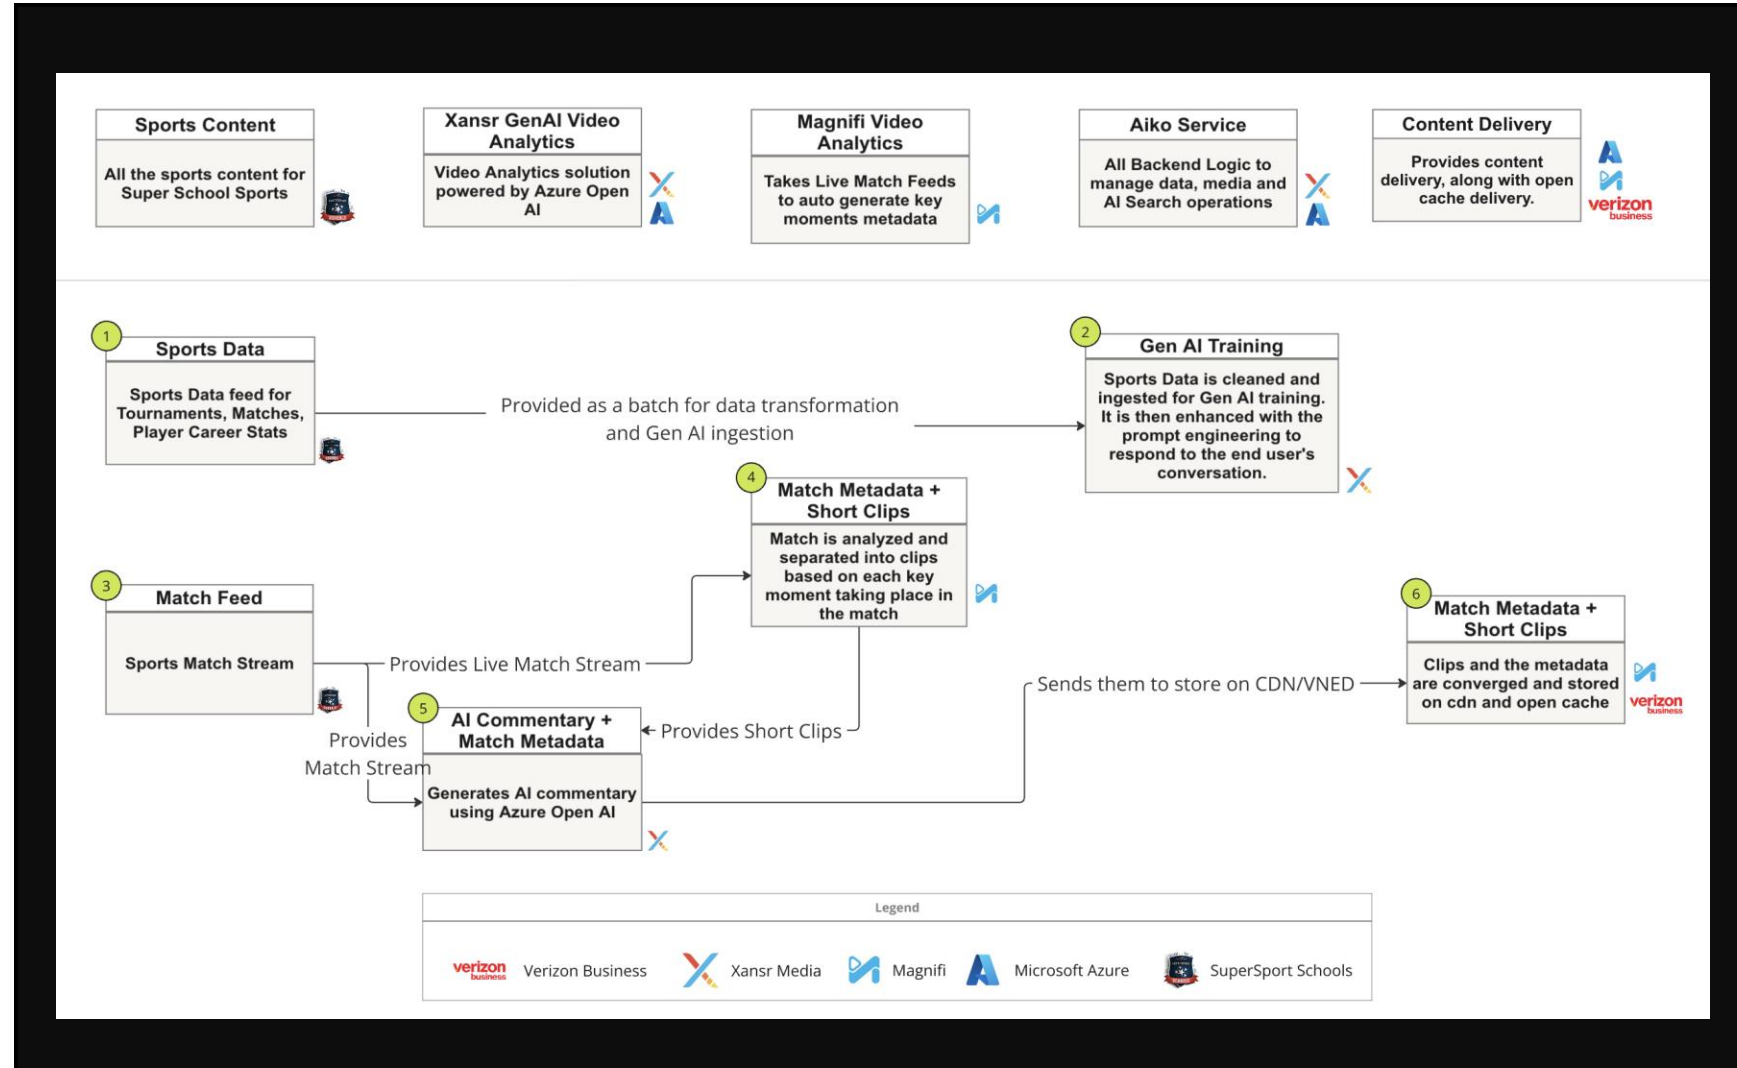 Sports Content
All the sports content for
Super School Sports
Xansr GenAI Video
Analytics
Video Analytics solution
powered by Azure Open
AI
Magnifi Video
Analytics
Takes Live Match Feeds
to auto generate key
moments metadata
Aiko Service
All Backend Logic to
manage data, media and
AI Search operations
Content Delivery
Provides content
delivery, along with open
cache delivery.
verizon
business
1
Sports Data
Sports Data feed for
Tournaments, Matches,
Player Career Stats
Provided as a batch for data transformation
and Gen AI ingestion
2
Gen AI Training
Sports Data is cleaned and
ingested for Gen AI training.
It is then enhanced with the
prompt engineering to
respond to the end user's
conversation.
3
Match Feed
Sports Match Stream
Provides Live Match Stream
Provides
Match Stream
4
Match Metadata +
Short Clips
Match is analyzed and
separated into clips
based on each key
moment taking place in
the match
Provides Short Clips
5
AI Commentary +
Match Metadata
Generates AI commentary
using Azure Open AI
Sends them to store on CDN/VNED
6
Match Metadata +
Short Clips
Clips and the metadata
are converged and stored
on cdn and open cache
verizon
business
Legend
verizon
business
Verizon Business
Xansr Media
Magnifi
Microsoft Azure
SuperSport Schools